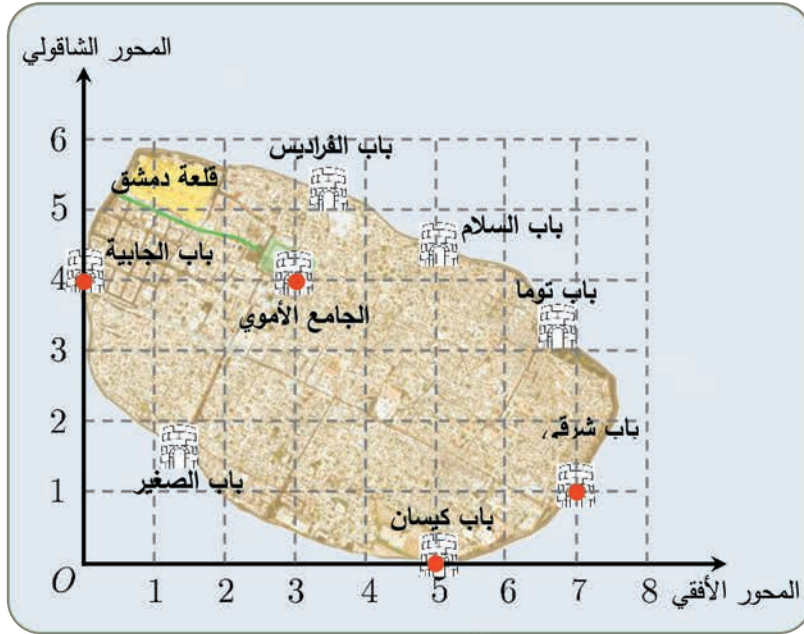 المحور الشاقولي
6
باب الفراديس
قلعة دمشق
5
باب السلام
باب الجابية
4
باب توما
الجامع الأموي
3
2
باب شرقي
باب الصغير
1
باب كيسان
O 1 2 3 4 5 6 7 8
المحور الأفقي